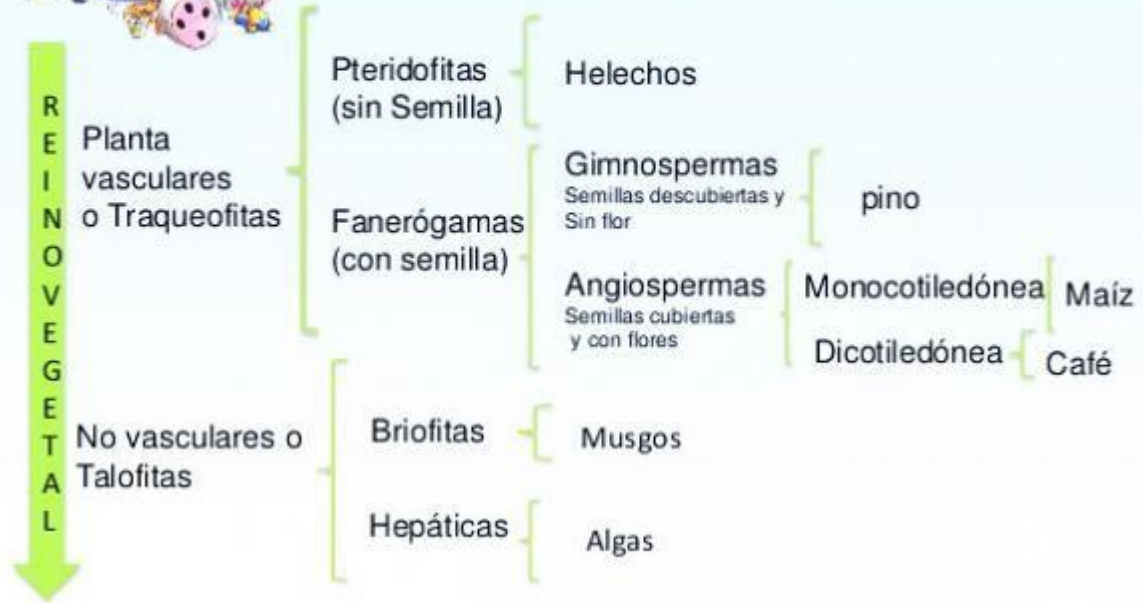 REINO VEGETAL
Planta
vasculares
o Traqueofitas
Pteridofitas
(sin Semilla)
Helechos
Fanerógamas
(con semilla)
Gimnospermas
Semillas descubiertas y
Sin flor
pino
Angiospermas
Semillas cubiertas
y con flores
Monocotiledónea
Maíz
Dicotiledónea
Café
No vasculares o
Talofitas
Briofitas
Musgos
Hepáticas
Algas